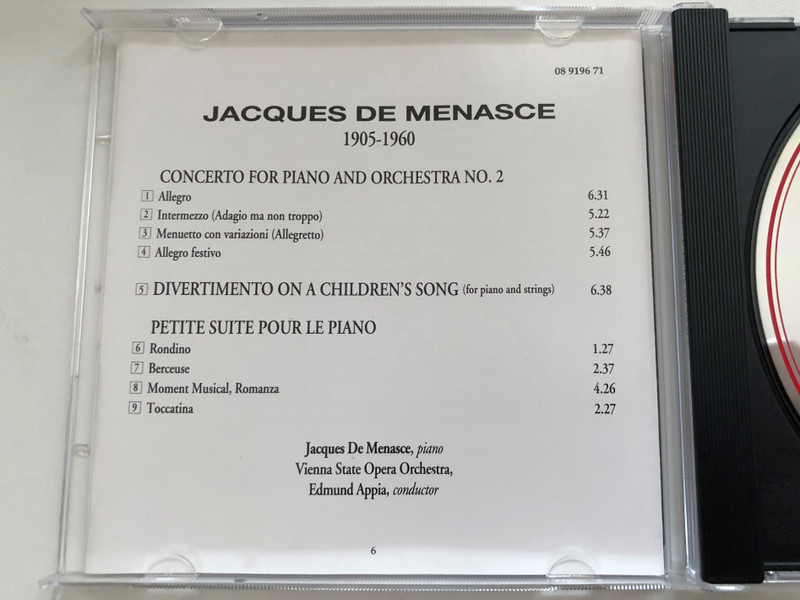 08 9196 71
JACQUES DE MENASCE
1905-1960
CONCERTO FOR PIANO AND ORCHESTRA NO. 2
1 Allegro 6.31
2 Intermezzo (Adagio ma non troppo) 5.22
3 Menuetto con variazioni (Allegretto) 5.37
4 Allegro festivo 5.46
5 DIVERTIMENTO ON A CHILDREN'S SONG (for piano and strings) 6.38
PETITE SUITE POUR LE PIANO
6 Rondino 1.27
7 Berceuse 2.37
8 Moment Musical, Romanza 4.26
9 Toccatina 2.27
Jacques De Menasce, piano
Vienna State Opera Orchestra,
Edmund Appia, conductor
6